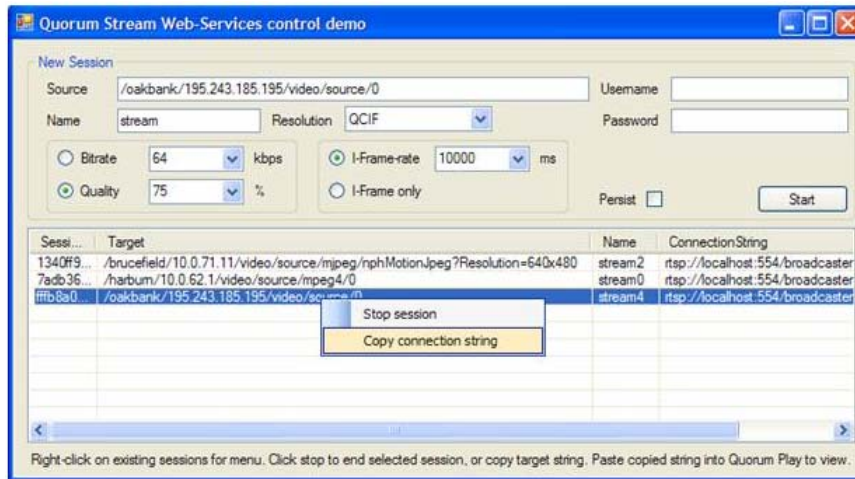 Quorum Stream Web-Services control demo
New Session
Source /oakbank/195.243.185.195/video/source/0 Username
Name stream Resolution QCIF Password
Bitrate 64 kbps I-Frame-rate 10000 ms
Quality 75 % I-Frame only Persist Start
Sessi... Target Name ConnectionString
1340ff9... /brucefield/10.0.71.11/video/source/mjpeg/nphMotionJpeg?Resolution=640x480 stream2 rtsp://localhost:554/broadcaster
7adb36... /harbum/10.0.62.1/video/source/mpeg4/0 stream0 rtsp://localhost:554/broadcaster
fffb8a0... /oakbank/195.243.185.195/video/source/0 stream4 rtsp://localhost:554/broadcaster
Stop session
Copy connection string
Right-click on existing sessions for menu. Click stop to end selected session, or copy target string. Paste copied string into Quorum Play to view.